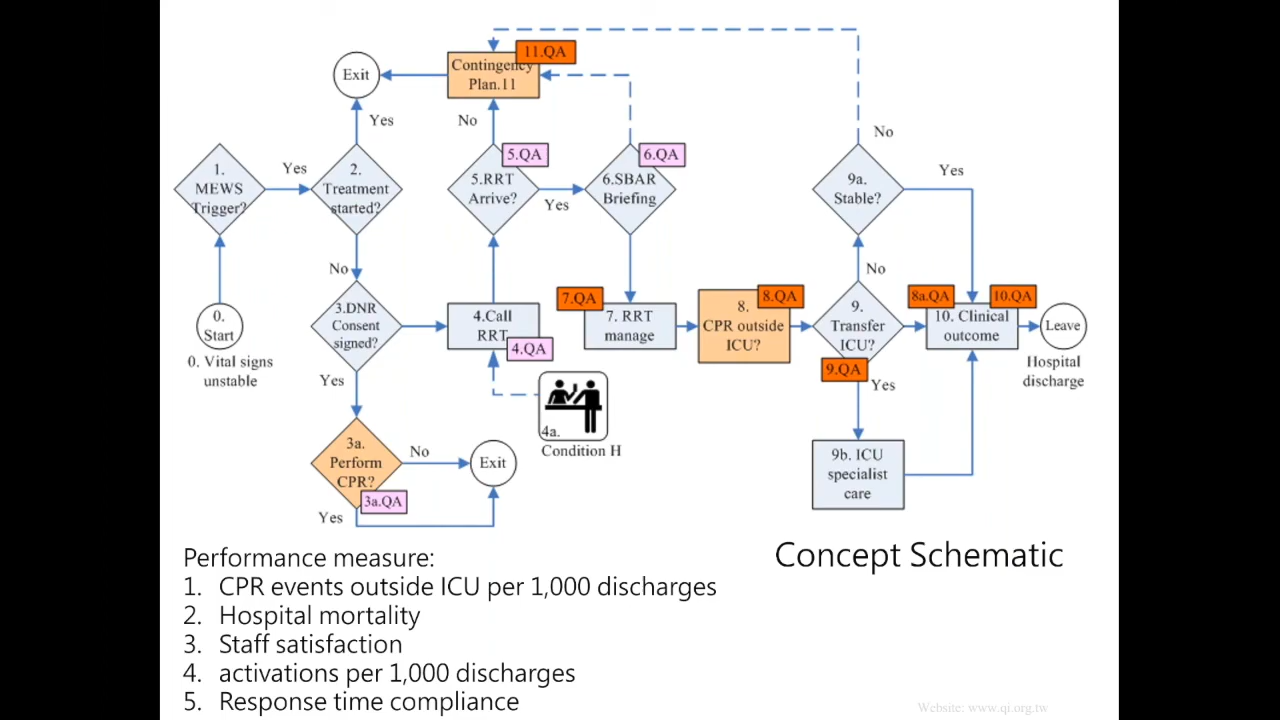 11.QA
Contingency
Plan.11
Exit
Yes
No
No
1.
MEWS
Trigger?
Yes
2.
Treatment
started?
5.QA
5.RRT
Arrive?
Yes
6.QA
6.SBAR
Briefing
9a.
Stable?
Yes
No
0.
Start
0. Vital signs
unstable
3.DNR
Consent
signed?
Yes
4.Call
RRT
4.QA
7.QA
7. RRT
manage
8.QA
8.
CPR outside
ICU?
No
9.
Transfer
ICU?
9.QA
Yes
8a.QA
10.QA
10. Clinical
outcome
Leave
Hospital
discharge
4a.
Condition H
3a.
Perform
CPR?
3a.QA
No
Exit
Yes
9b. ICU
specialist
care
Performance measure:
1. CPR events outside ICU per 1,000 discharges
2. Hospital mortality
3. Staff satisfaction
4. activations per 1,000 discharges
5. Response time compliance
Concept Schematic
Website: www.qi.org.tw